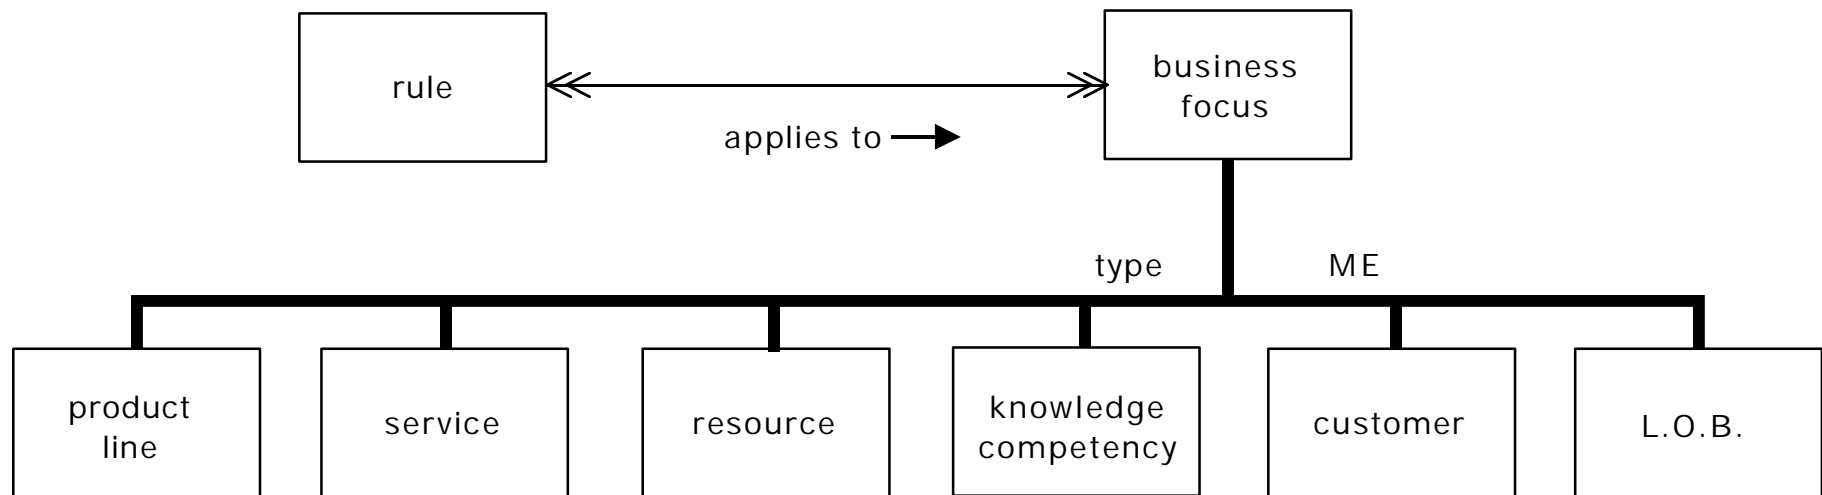 rule
business
focus
applies to
type
ME
product
line
service
resource
knowledge
competency
customer
L.O.B.